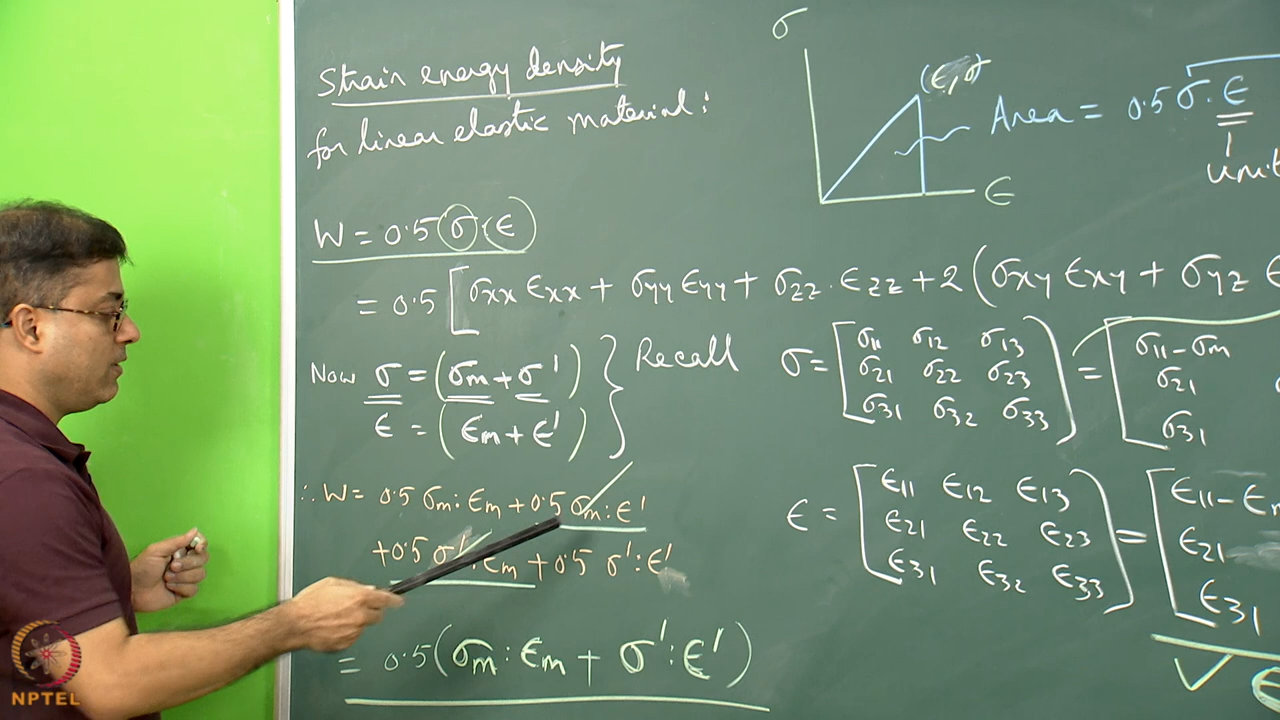 Strain energy density
for linear elastic material:
W = 0.5 σ : ϵ
= 0.5 [ σxx ϵxx + σyy ϵyy + σzz . ϵzz + 2 ( σxy ϵxy + σyz ϵ
Now σ = ( σm + σ' )
ϵ = ( ϵm + ϵ' )
Recall
∴ W = 0.5 σm : ϵm + 0.5 σm : ϵ'
+ 0.5 σ' : ϵm + 0.5 σ' : ϵ'
= 0.5 ( σm : ϵm + σ' : ϵ' )
σ
(ϵ, σ
ϵ
Area = 0.5 σ . ϵ
unit
σ = [ σ11 σ12 σ13
σ21 σ22 σ23
σ31 σ32 σ33 ] = [ σ11 - σm
σ21
σ31
ϵ = [ ϵ11 ϵ12 ϵ13
ϵ21 ϵ22 ϵ23
ϵ31 ϵ32 ϵ33 ] = [ ϵ11 - ϵm
ϵ21
ϵ31
NPTEL